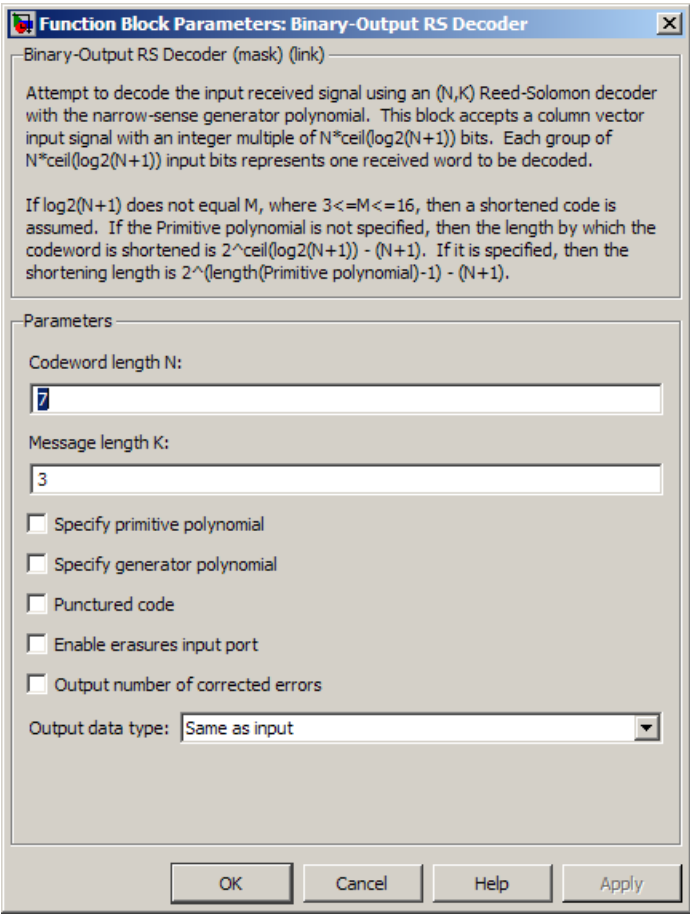 Function Block Parameters: Binary-Output RS Decoder
Binary-Output RS Decoder (mask) (link)
Attempt to decode the input received signal using an (N,K) Reed-Solomon decoder
with the narrow-sense generator polynomial.  This block accepts a column vector
input signal with an integer multiple of N*ceil(log2(N+1)) bits.  Each group of
N*ceil(log2(N+1)) input bits represents one received word to be decoded.
If log2(N+1) does not equal M, where 3<=M<=16, then a shortened code is
assumed.  If the Primitive polynomial is not specified, then the length by which the
codeword is shortened is 2^ceil(log2(N+1)) - (N+1).  If it is specified, then the
shortening length is 2^(length(Primitive polynomial)-1) - (N+1).
Parameters
Codeword length N:
7
Message length K:
3
Specify primitive polynomial
Specify generator polynomial
Punctured code
Enable erasures input port
Output number of corrected errors
Output data type: Same as input
OK Cancel Help Apply